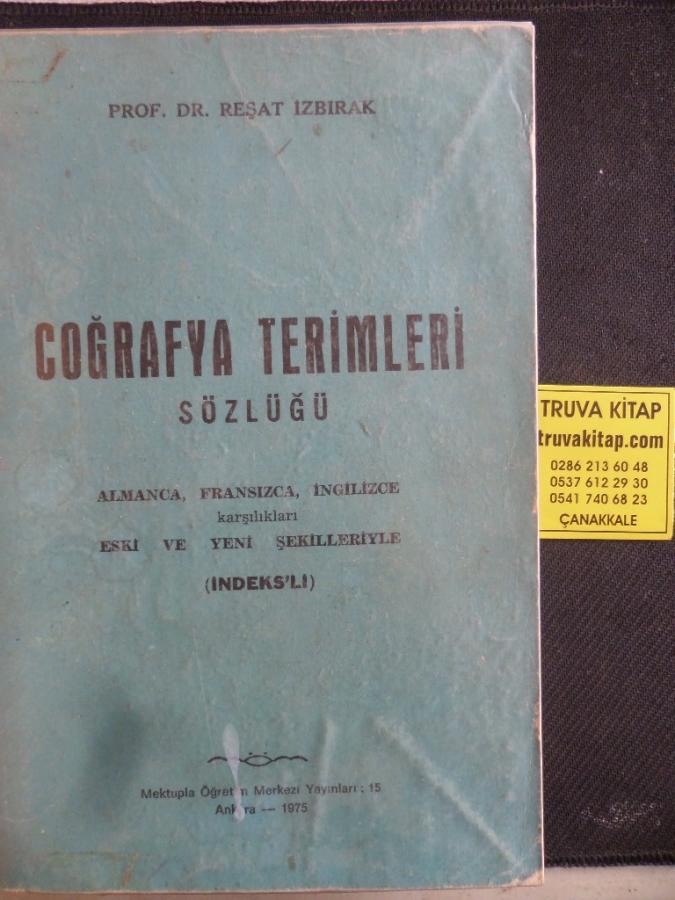 PROF. DR. REŞAT İZBIRAK
COĞRAFYA TERİMLERİ
SÖZLÜĞÜ
ALMANCA, FRANSIZCA, İNGİLİZCE
karşılıkları
ESKİ VE YENİ ŞEKİLLERİYLE
(İNDEKS'Lİ)
Mektupla Öğretim Merkezi Yayınları : 15
Ankara — 1975
TRUVA KİTAP
truvakitap.com
0286 213 60 48
0537 612 29 30
0541 740 68 23
ÇANAKKALE